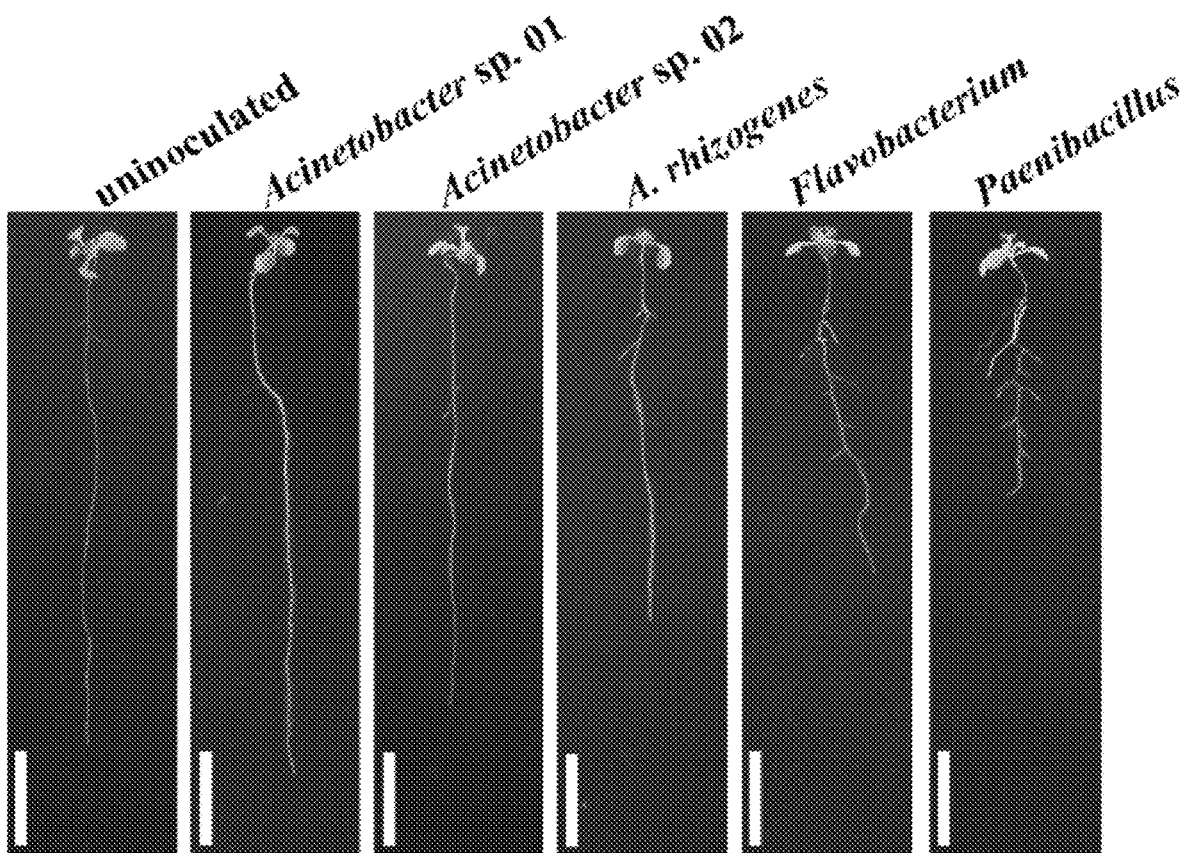 uninoculated
Acinetobacter sp. 01
Acinetobacter sp. 02
A. rhizogenes
Flavobacterium
Paenibacillus